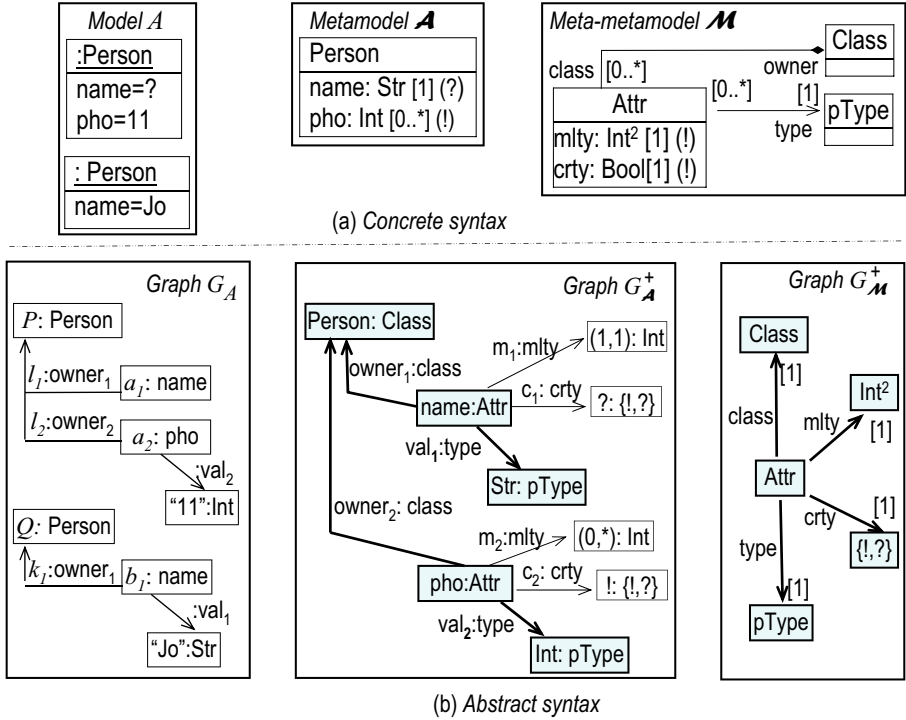 Model A
:Person
name=?
pho=11
: Person
name=Jo
Metamodel A
Person
name: Str [1] (?)
pho: Int [0..*] (!)
Meta-metamodel M
Class
class [0..*]
owner
Attr
mlty: Int² [1] (!)
crty: Bool[1] (!)
[0..*]
[1]
type
pType
(a) Concrete syntax
Graph G_A
P: Person
l₁:owner₁
a₁: name
l₂:owner₂
a₂: pho
:val₂
“11”:Int
Q: Person
k₁:owner₁
b₁: name
:val₁
“Jo”:Str
Graph G⁺_A
Person: Class
owner₁:class
m₁:mlty
(1,1): Int
name:Attr
c₁: crty
?: {!,?}
val₁:type
Str: pType
owner₂: class
m₂:mlty
(0,*): Int
pho:Attr
c₂: crty
!: {!,?}
val₂:type
Int: pType
Graph G⁺_M
Class
[1]
class
Int²
mlty
[1]
Attr
crty
[1]
{!,?}
type
[1]
pType
(b) Abstract syntax